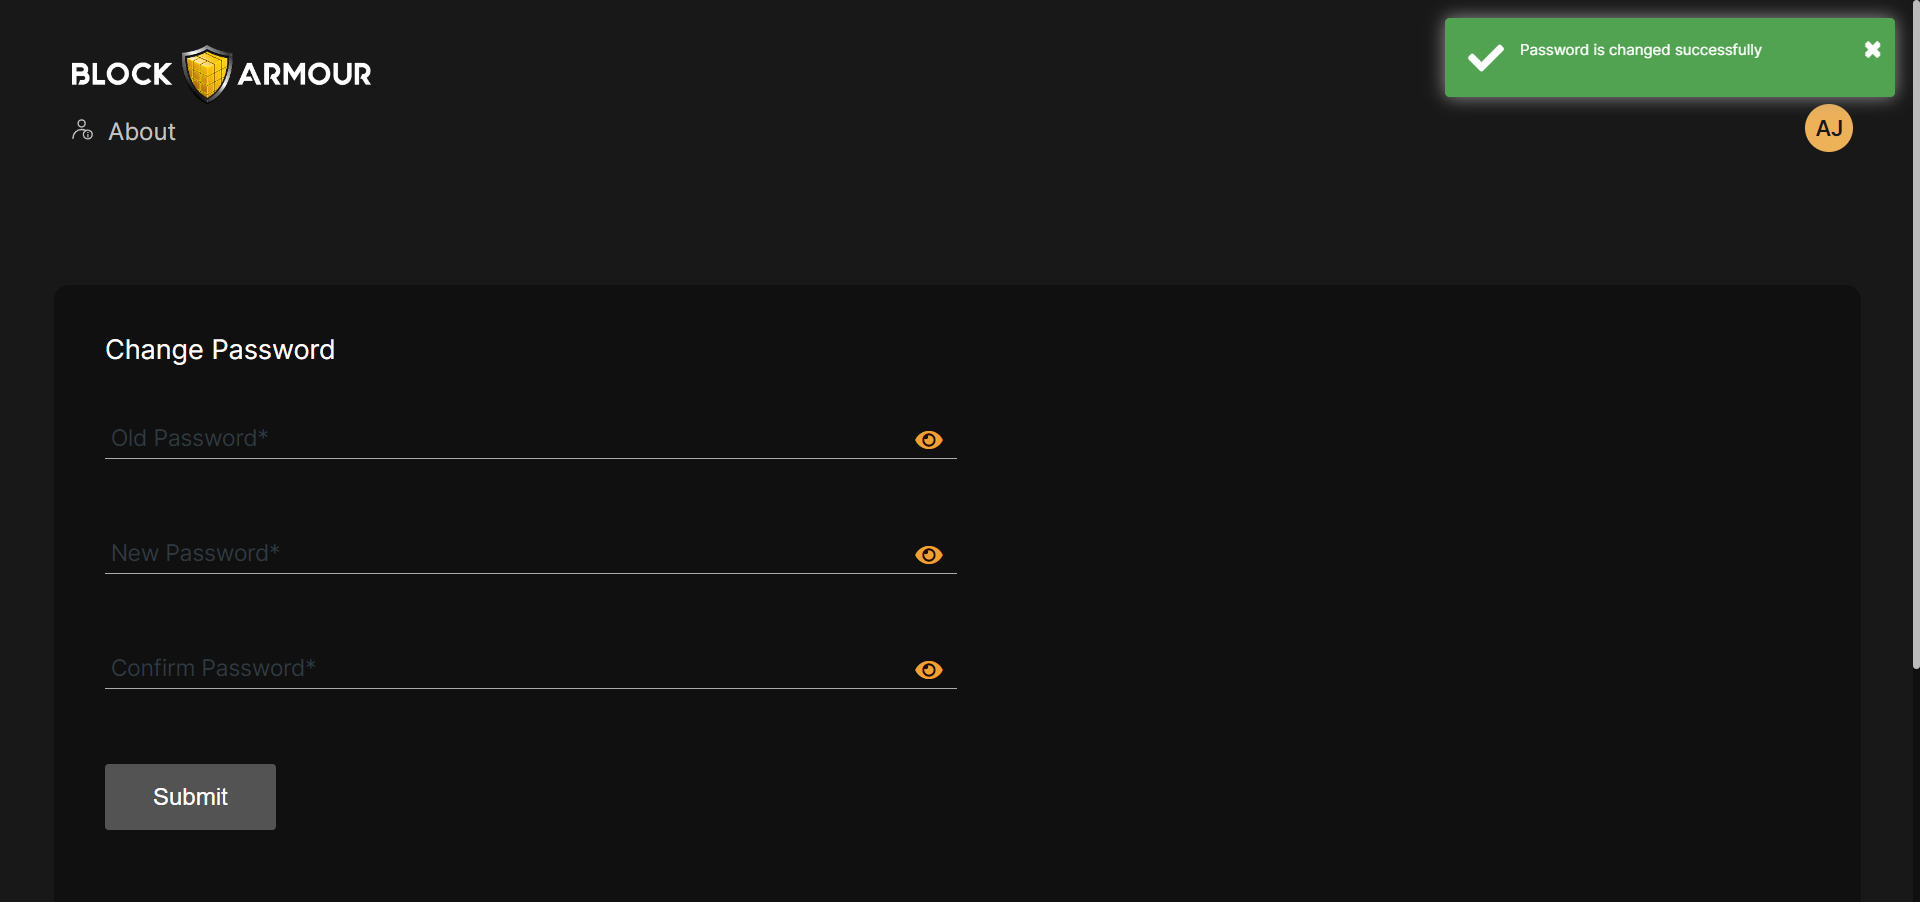 BLOCK ARMOUR
Password is changed successfully
About
AJ
Change Password
Old Password*
New Password*
Confirm Password*
Submit